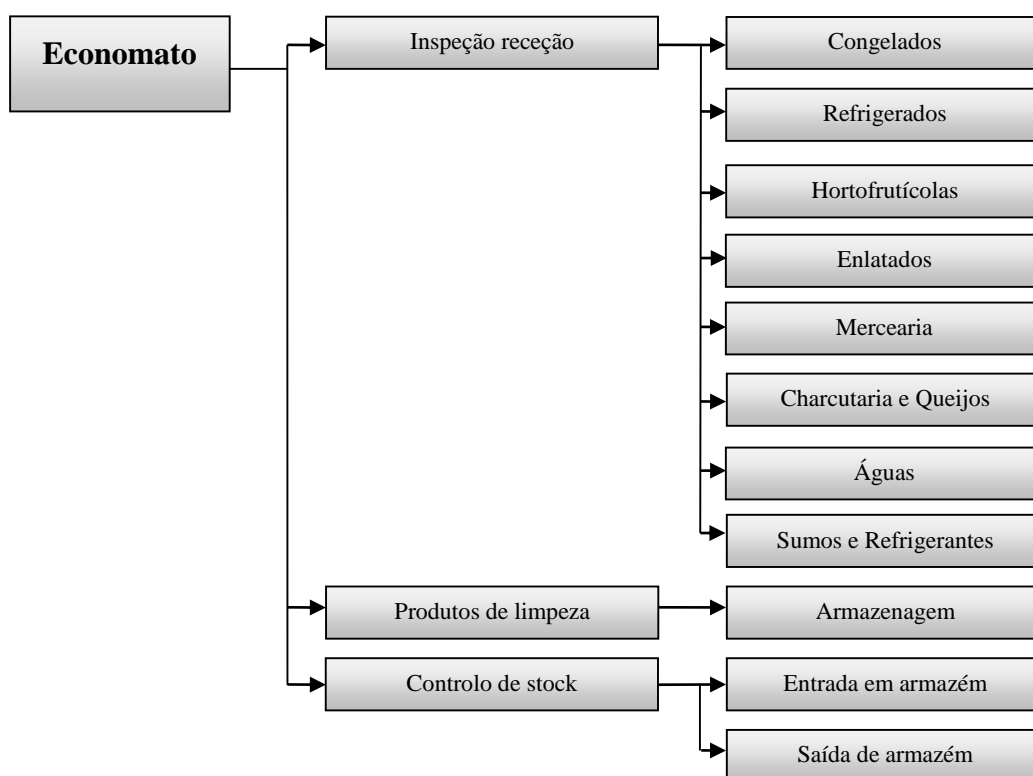 Economato
Inspeção receção
Congelados
Refrigerados
Hortofrutícolas
Enlatados
Mercearia
Charcutaria e Queijos
Águas
Sumos e Refrigerantes
Produtos de limpeza
Armazenagem
Controlo de stock
Entrada em armazém
Saída de armazém